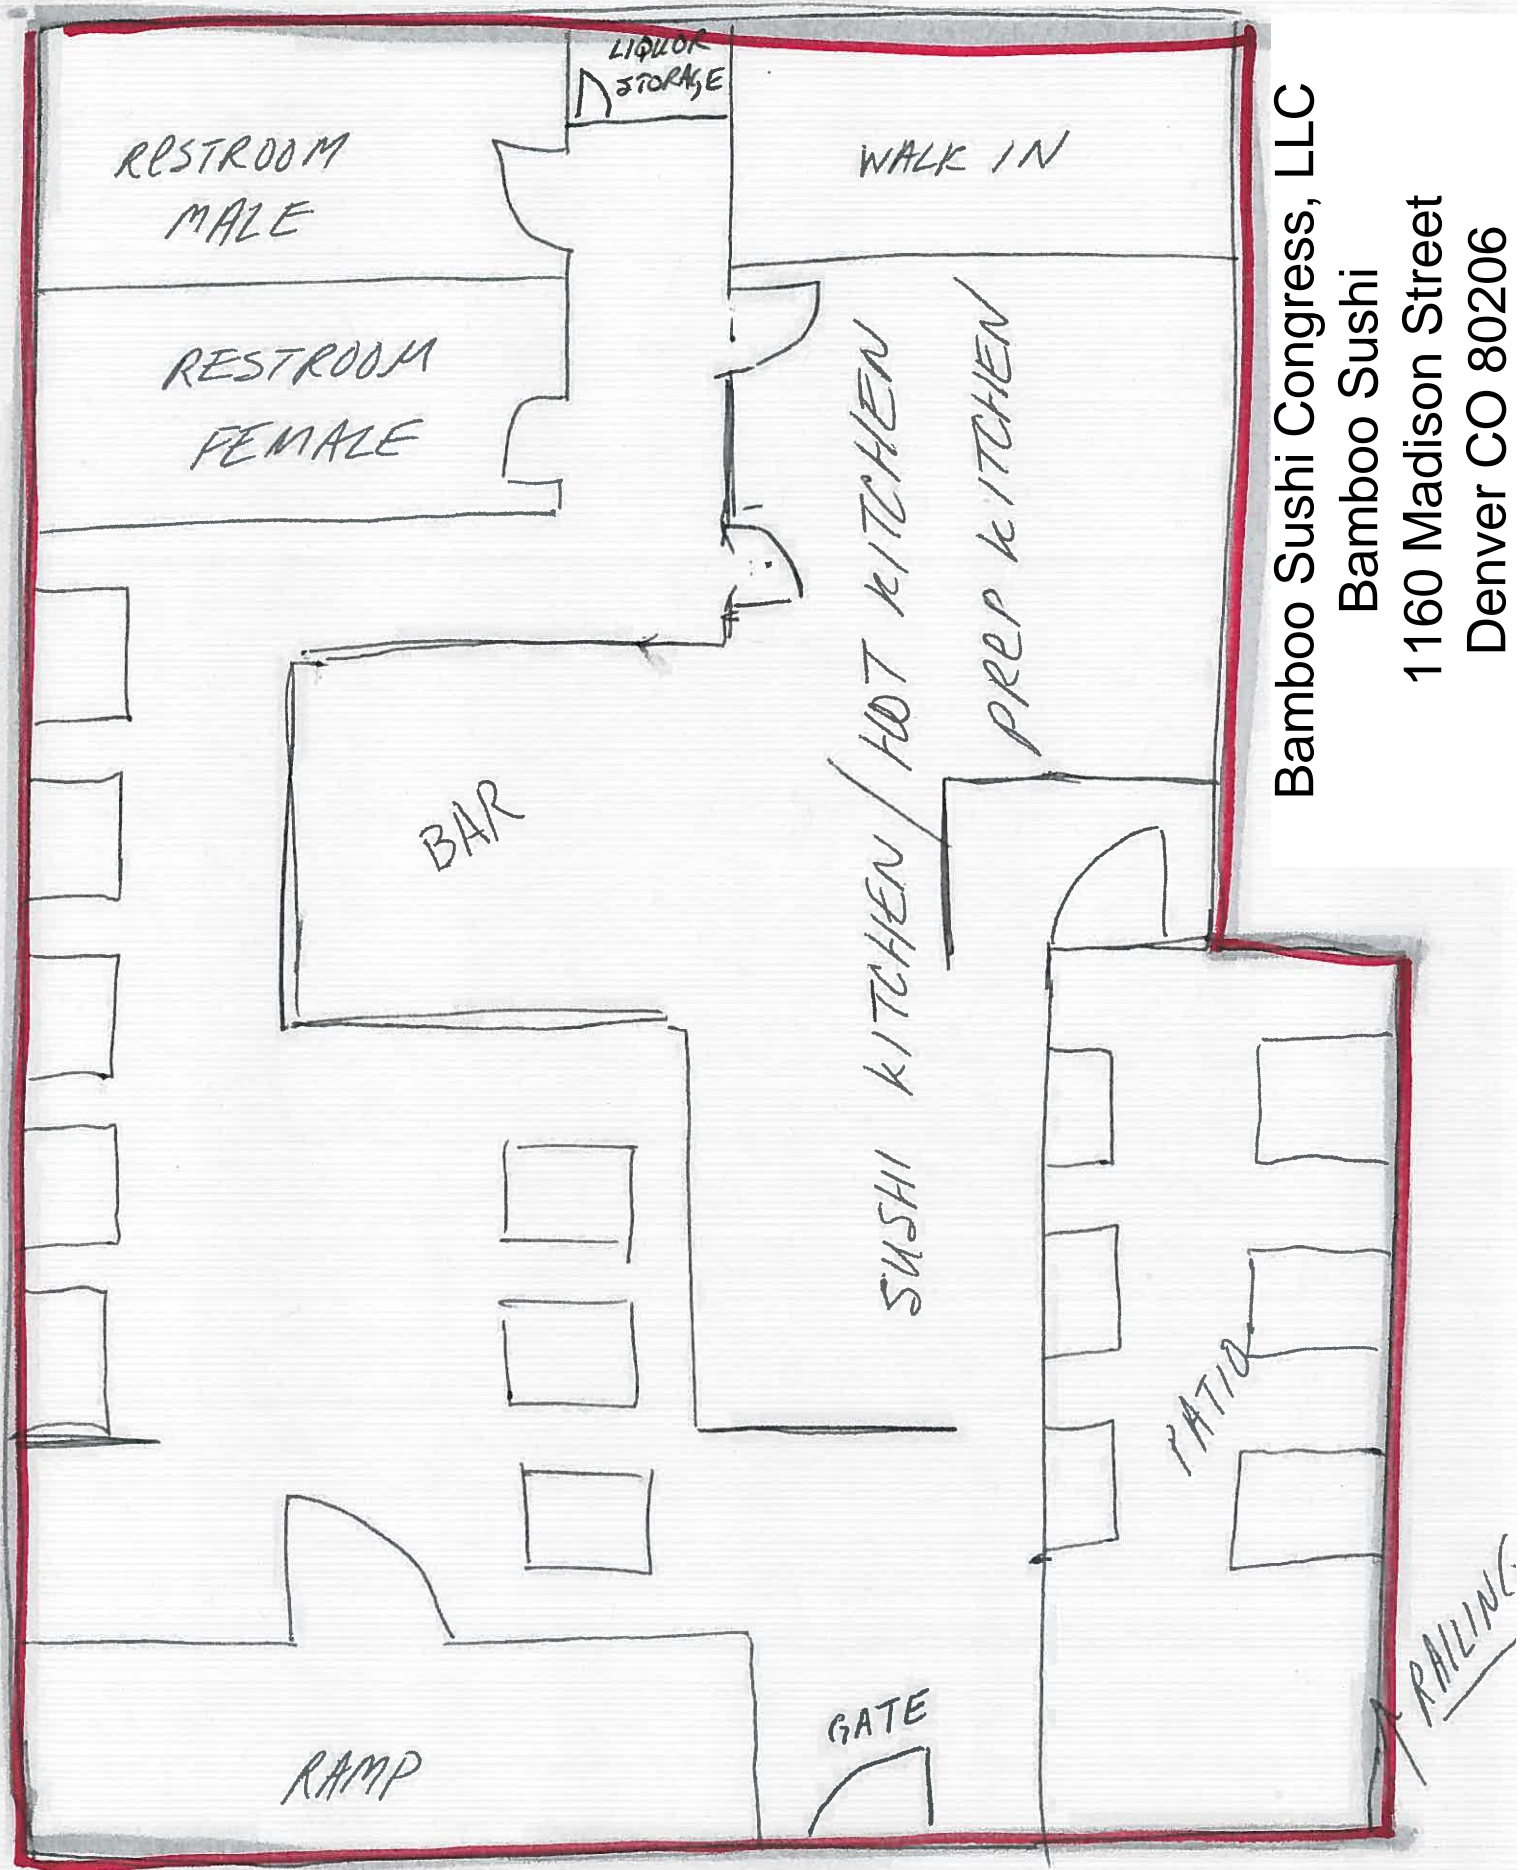 LIQUOR
STORAGE
RESTROOM
MALE
WALK IN
RESTROOM
FEMALE
SUSHI KITCHEN / HOT KITCHEN
PREP KITCHEN
BAR
PATIO
RAILING
GATE
RAMP
Bamboo Sushi Congress, LLC
Bamboo Sushi
1160 Madison Street
Denver CO 80206